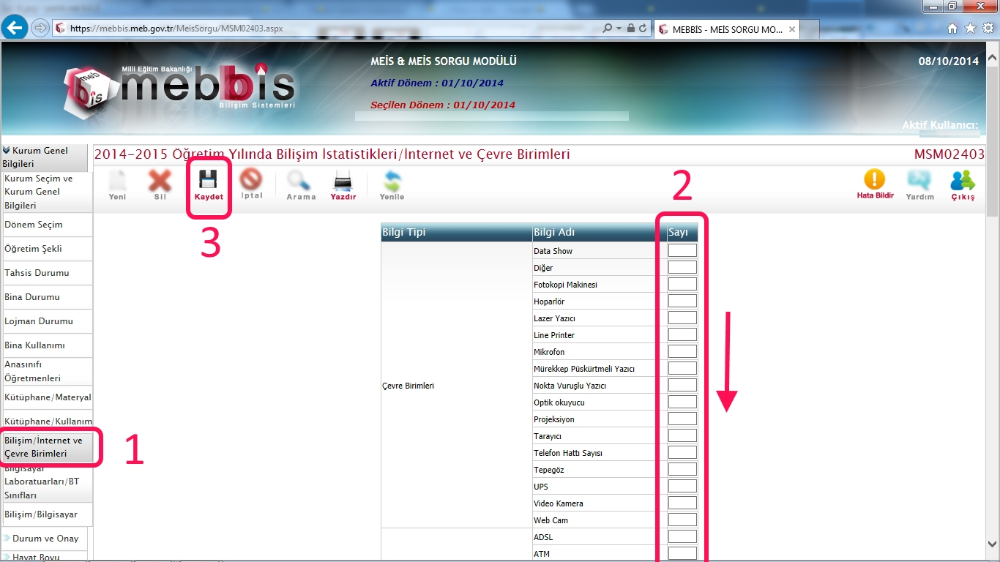 https://mebbis.meb.gov.tr/MeisSorgu/MSM02403.aspx
MEBBİS - MEİS SORGU MO...
Milli Eğitim Bakanlığı
mebbis
Bilişim Sistemleri
meb
bis
MEİS & MEİS SORGU MODÜLÜ
Aktif Dönem : 01/10/2014
Seçilen Dönem : 01/10/2014
08/10/2014
Aktif Kullanıcı:
Kurum Genel
Bilgileri
Kurum Seçim ve
Kurum Genel
Bilgileri
Dönem Seçim
Öğretim Şekli
Tahsis Durumu
Bina Durumu
Lojman Durumu
Bina Kullanımı
Anasınıfı
Öğretmenleri
Kütüphane/Materyal
Kütüphane/Kullanım
Bilişim/İnternet ve
Çevre Birimleri
1
Bilgisayar
Laboratuarları/BT
Sınıfları
Bilişim/Bilgisayar
Durum ve Onay
Hayat Boyu
2014-2015 Öğretim Yılında Bilişim İstatistikleri/İnternet ve Çevre Birimleri
MSM02403
Yeni
Sil
Kaydet
İptal
Arama
Yazdır
Yenile
Hata Bildir
Yardım
Çıkış
3
2
Bilgi Tipi
Bilgi Adı
Sayı
Çevre Birimleri
Data Show
Diğer
Fotokopi Makinesi
Hoparlör
Lazer Yazıcı
Line Printer
Mikrofon
Mürekkep Püskürtmeli Yazıcı
Nokta Vuruşlu Yazıcı
Optik okuyucu
Projeksiyon
Tarayıcı
Telefon Hattı Sayısı
Tepegöz
UPS
Video Kamera
Web Cam
ADSL
ATM